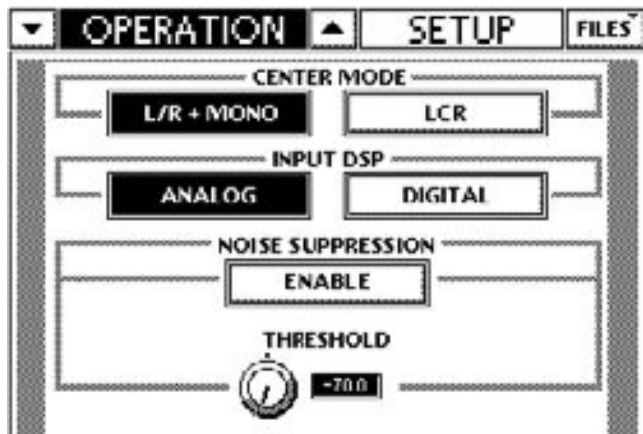 OPERATION SETUP FILES
CENTER MODE
L/R + MONO LCR
INPUT DSP
ANALOG DIGITAL
NOISE SUPPRESSION
ENABLE
THRESHOLD
-70.0